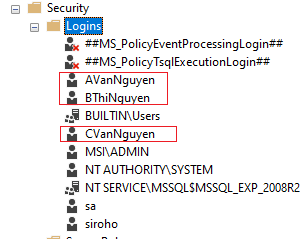 Security
Logins
##MS_PolicyEventProcessingLogin##
##MS_PolicyTsqlExecutionLogin##
AVanNguyen
BThiNguyen
BUILTIN\Users
CVanNguyen
MSI\ADMIN
NT AUTHORITY\SYSTEM
NT SERVICE\MSSQL$MSSQL_EXP_2008R2
sa
siroho